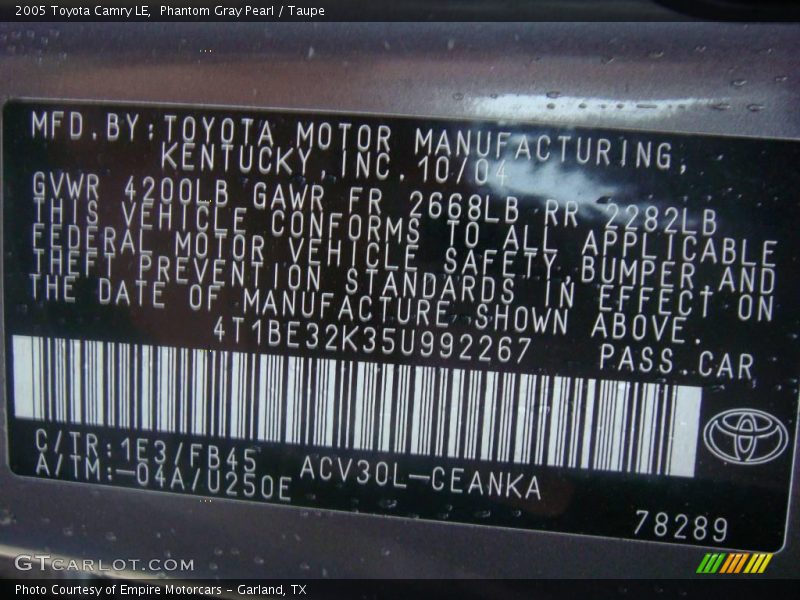 2005 Toyota Camry LE,  Phantom Gray Pearl / Taupe
MFD.BY:TOYOTA MOTOR MANUFACTURING,
KENTUCKY,INC.10/04
GVWR 4200LB GAWR FR 2668LB RR 2282LB
THIS VEHICLE CONFORMS TO ALL APPLICABLE
FEDERAL MOTOR VEHICLE SAFETY,BUMPER,AND
THEFT PREVENTION STANDARDS IN EFFECT ON
THE DATE OF MANUFACTURE SHOWN ABOVE.
4T1BE32K35U992267 PASS.CAR
C/TR:1E3/FB45 ACV30L-CEANKA
A/TM:-04A/U250E
78289
GTCARLOT.COM
Photo Courtesy of Empire Motorcars - Garland, TX